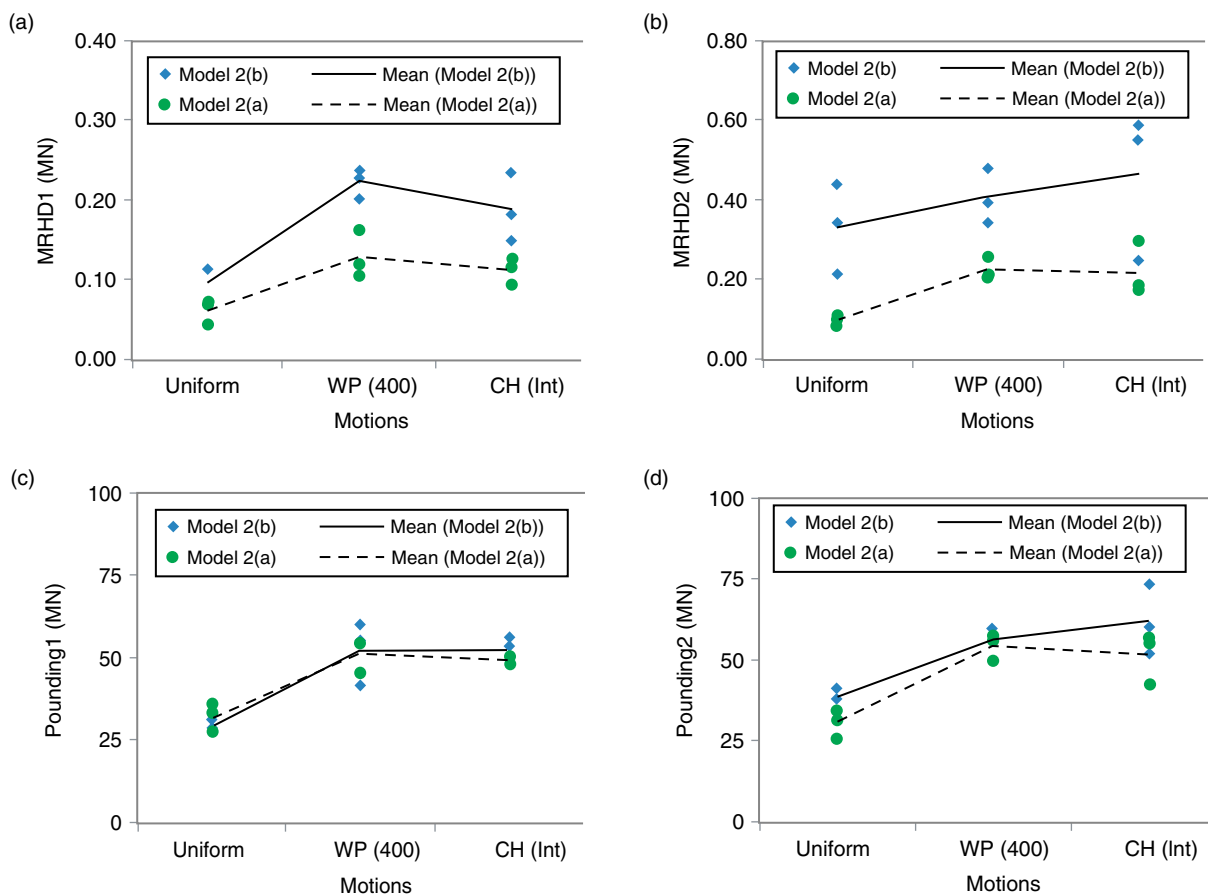 (a)
0.40
0.30
0.20
0.10
0.00
MRHD1 (MN)
Model 2(b) Mean (Model 2(b))
Model 2(a) Mean (Model 2(a))
Uniform WP (400) CH (Int)
Motions
(b)
0.80
0.60
0.40
0.20
0.00
MRHD2 (MN)
Model 2(b) Mean (Model 2(b))
Model 2(a) Mean (Model 2(a))
Uniform WP (400) CH (Int)
Motions
(c)
100
75
50
25
0
Pounding1 (MN)
Model 2(b) Mean (Model 2(b))
Model 2(a) Mean (Model 2(a))
Uniform WP (400) CH (Int)
Motions
(d)
100
75
50
25
0
Pounding2 (MN)
Model 2(b) Mean (Model 2(b))
Model 2(a) Mean (Model 2(a))
Uniform WP (400) CH (Int)
Motions